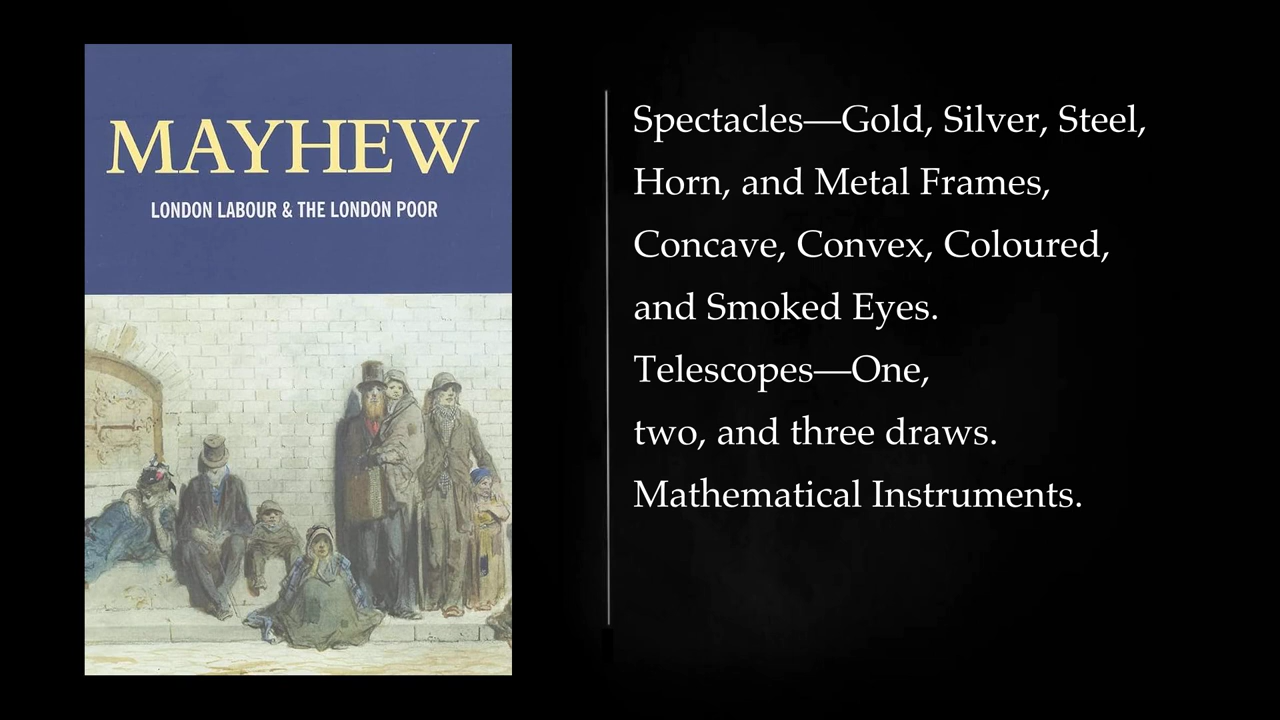 MAYHEW
LONDON LABOUR & THE LONDON POOR
Spectacles—Gold, Silver, Steel,
Horn, and Metal Frames,
Concave, Convex, Coloured,
and Smoked Eyes.
Telescopes—One,
two, and three draws.
Mathematical Instruments.